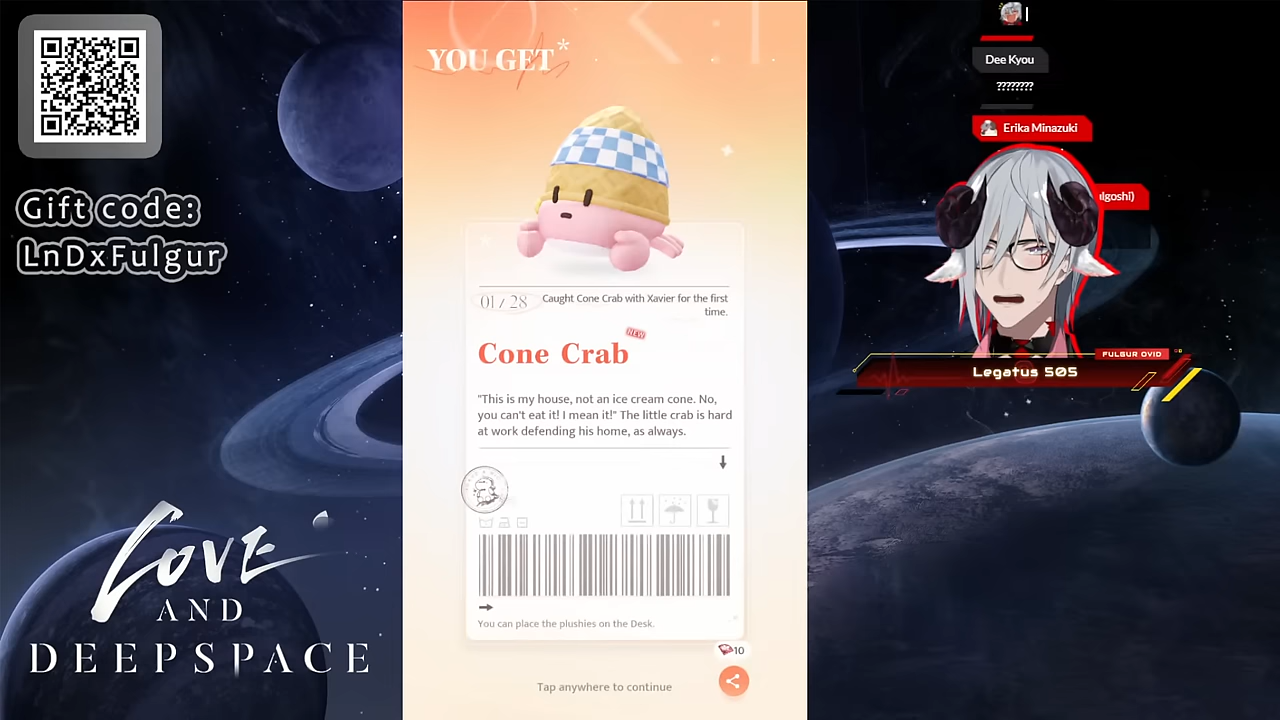 Gift code:
LnDxFulgur
LOVE
AND
DEEPSPACE
YOU GET*
01 / 28
Caught Cone Crab with Xavier for the first
time.
NEW
Cone Crab
"This is my house, not an ice cream cone. No,
you can't eat it! I mean it!" The little crab is hard
at work defending his home, as always.
You can place the plushies on the Desk.
10
Tap anywhere to continue
Dee Kyou
????????
Erika Minazuki
FULGUR OVID
Legatus 505